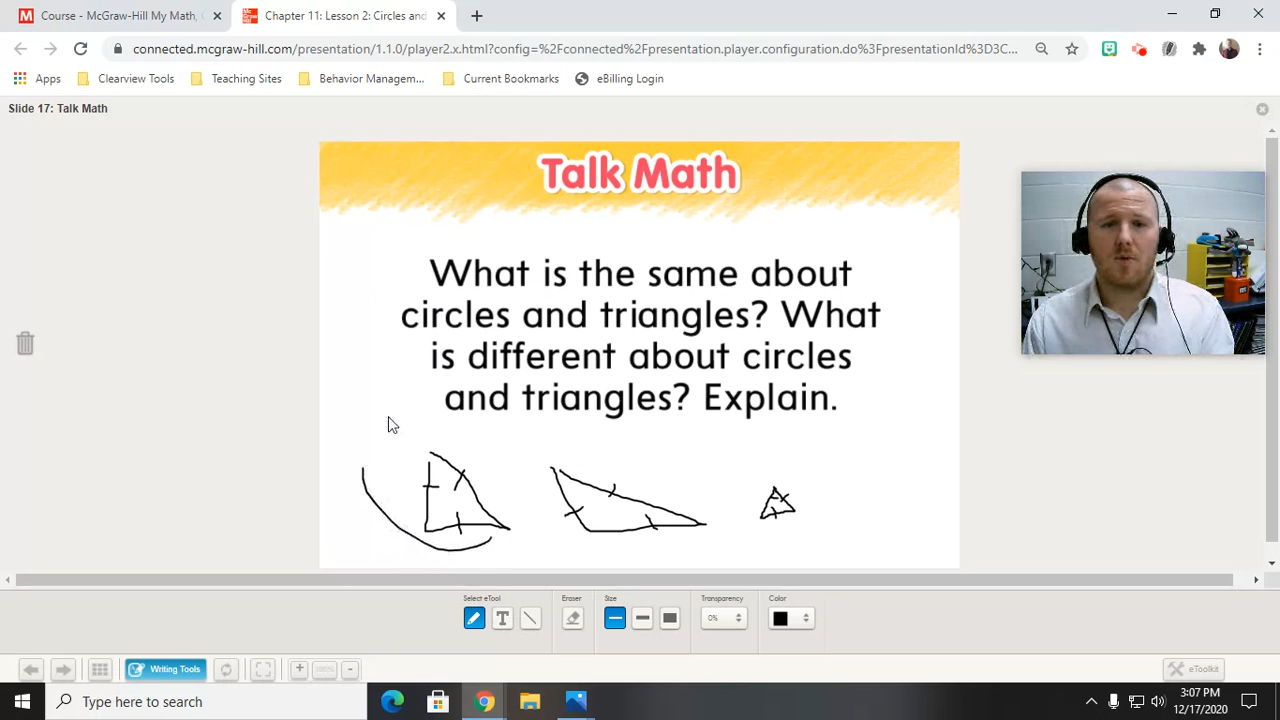 Course - McGraw-Hill My Math,
Chapter 11: Lesson 2: Circles and
connected.mcgraw-hill.com/presentation/1.1.0/player2.x.html?config=%2Fconnected%2Fpresentation,player.configuration.do%3FpresentationId%3D3C...
Apps
Clearview Tools
Teaching Sites
Behavior Managem...
Current Bookmarks
eBilling Login
Slide 17: Talk Math
Talk Math
What is the same about
circles and triangles? What
is different about circles
and triangles? Explain.
Select eTool
Eraser
Size
Transparency
Color
T
0%
Writing Tools
100%
eToolkit
Type here to search
3:07 PM
12/17/2020